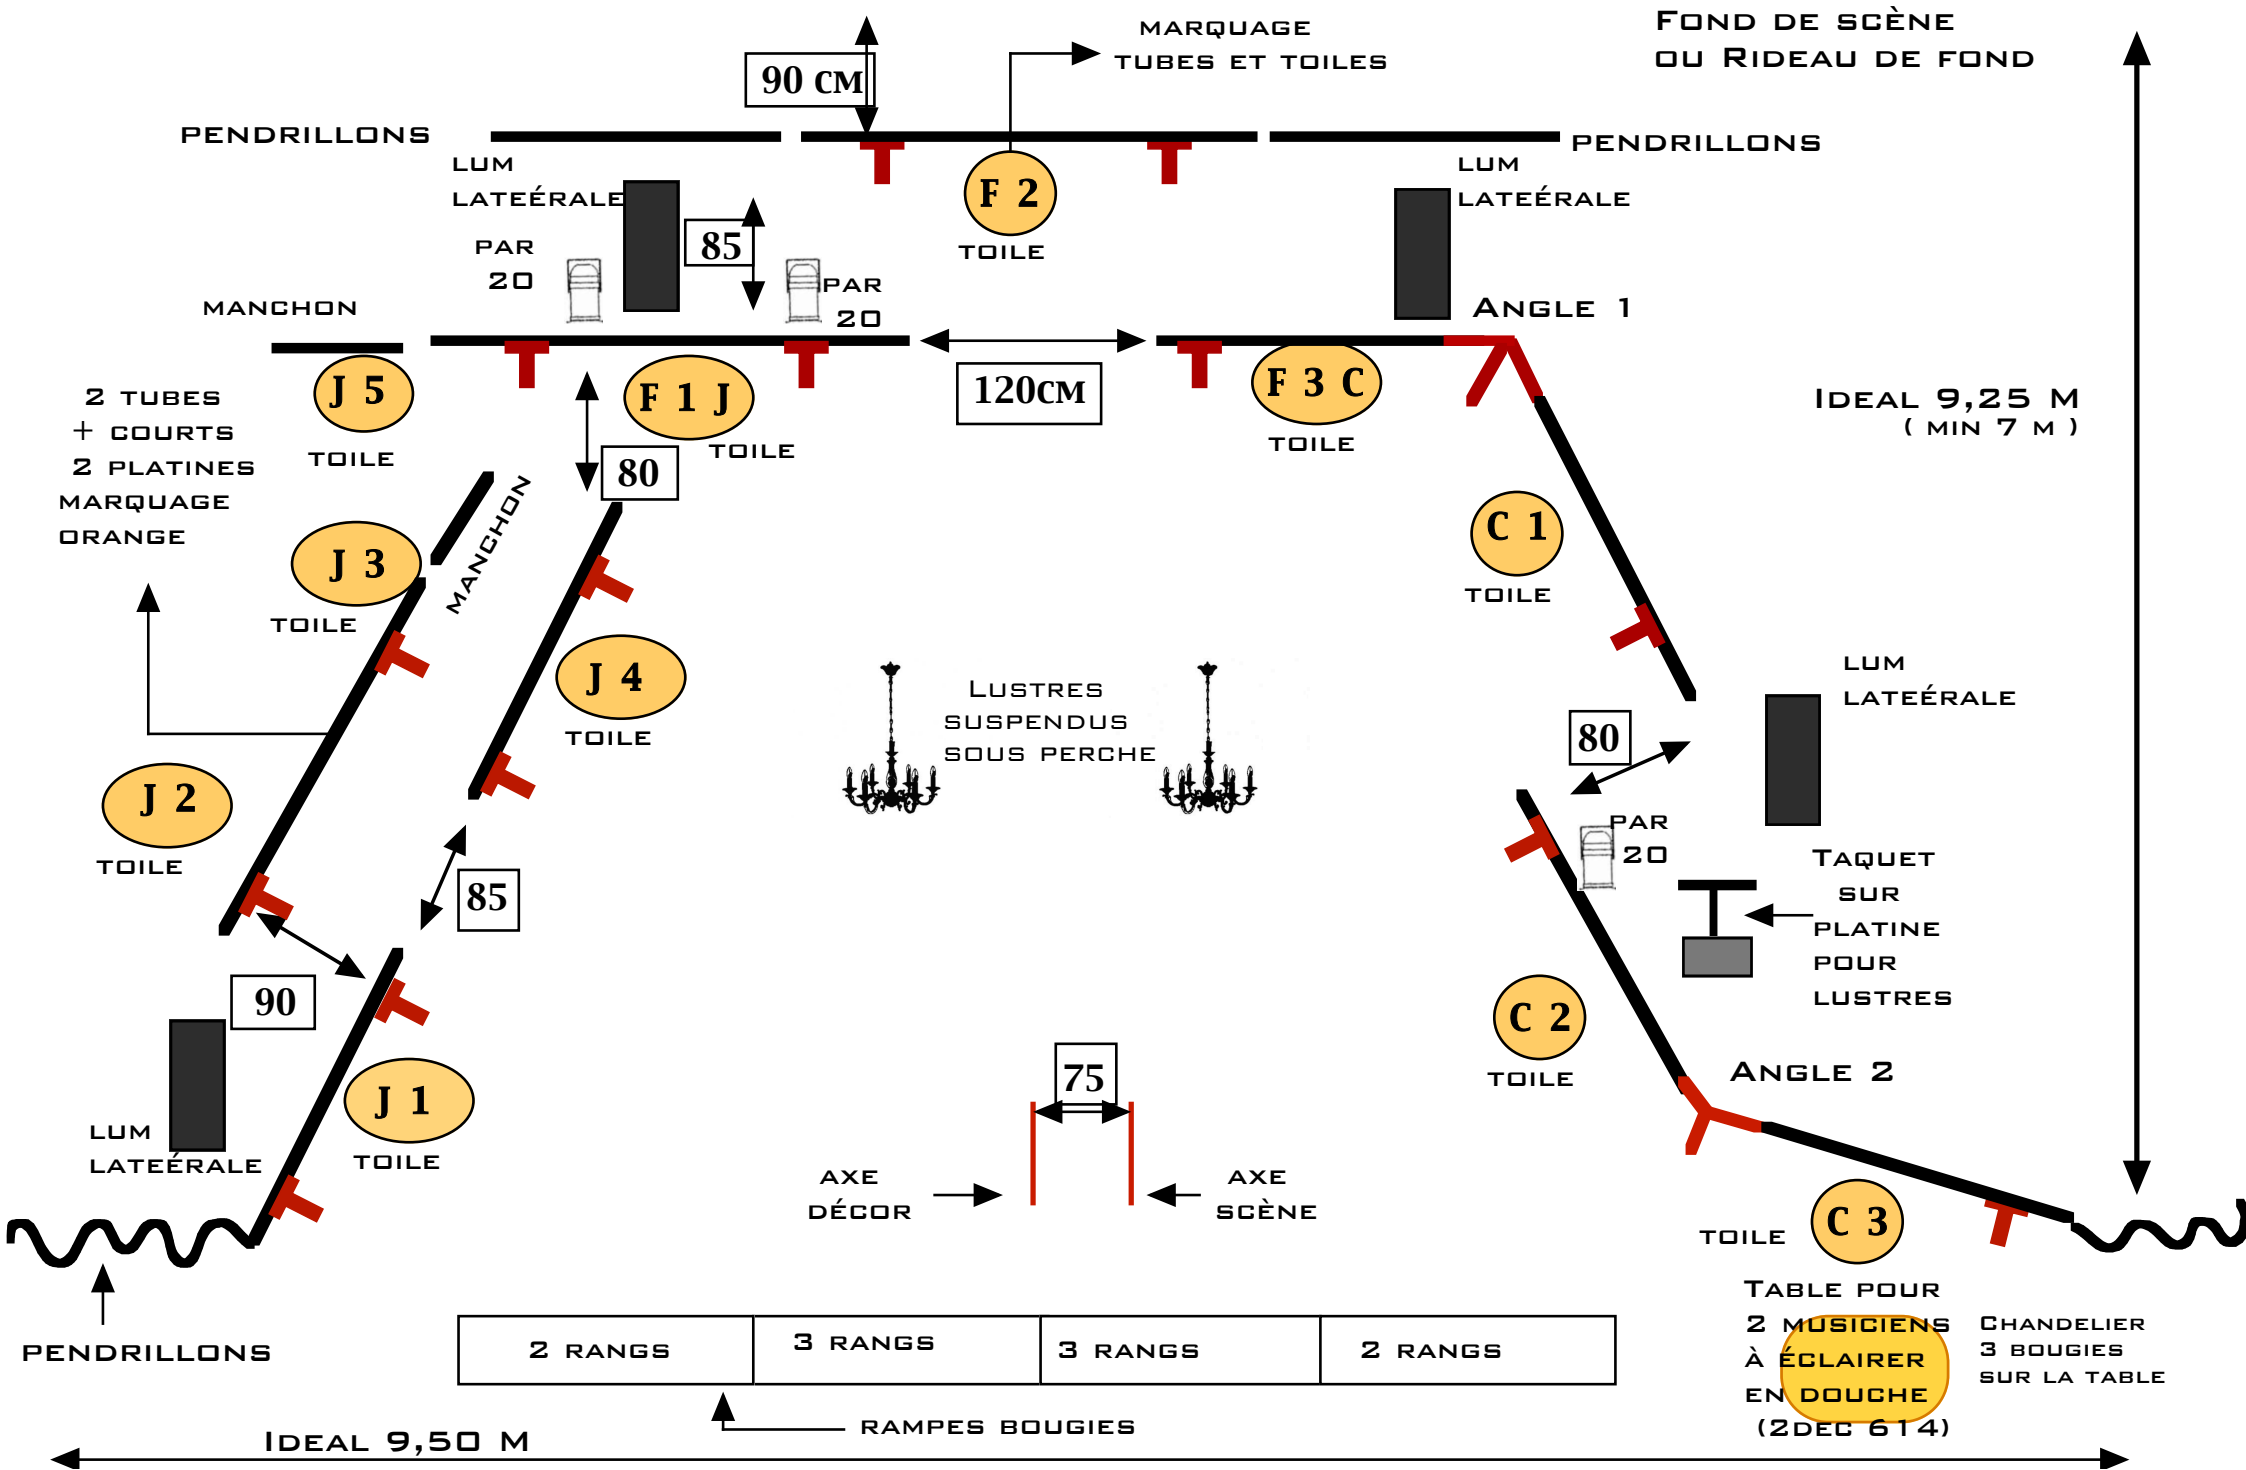 FOND DE SCÈNE
OU RIDEAU DE FOND
MARQUAGE
TUBES ET TOILES
90 CM
PENDRILLONS
PENDRILLONS
LUM
LATEÉRALE
LUM
LATEÉRALE
F 2
TOILE
85
PAR
20
PAR
20
MANCHON
ANGLE 1
J 5
TOILE
F 1 J
TOILE
120CM
F 3 C
TOILE
IDEAL 9,25 M
( MIN 7 M )
2 TUBES
+ COURTS
2 PLATINES
MARQUAGE
ORANGE
80
MANCHON
J 3
TOILE
C 1
TOILE
J 4
TOILE
LUSTRES
SUSPENDUS
SOUS PERCHE
LUM
LATEÉRALE
80
J 2
TOILE
PAR
20
85
TAQUET
SUR
PLATINE
POUR
LUSTRES
90
C 2
TOILE
ANGLE 2
75
J 1
TOILE
LUM
LATEÉRALE
AXE
DÉCOR
AXE
SCÈNE
TOILE
C 3
PENDRILLONS
2 RANGS
3 RANGS
3 RANGS
2 RANGS
TABLE POUR
2 MUSICIENS
À ÉCLAIRER
EN DOUCHE
(2DEC 614)
CHANDELIER
3 BOUGIES
SUR LA TABLE
RAMPES BOUGIES
IDEAL 9,50 M